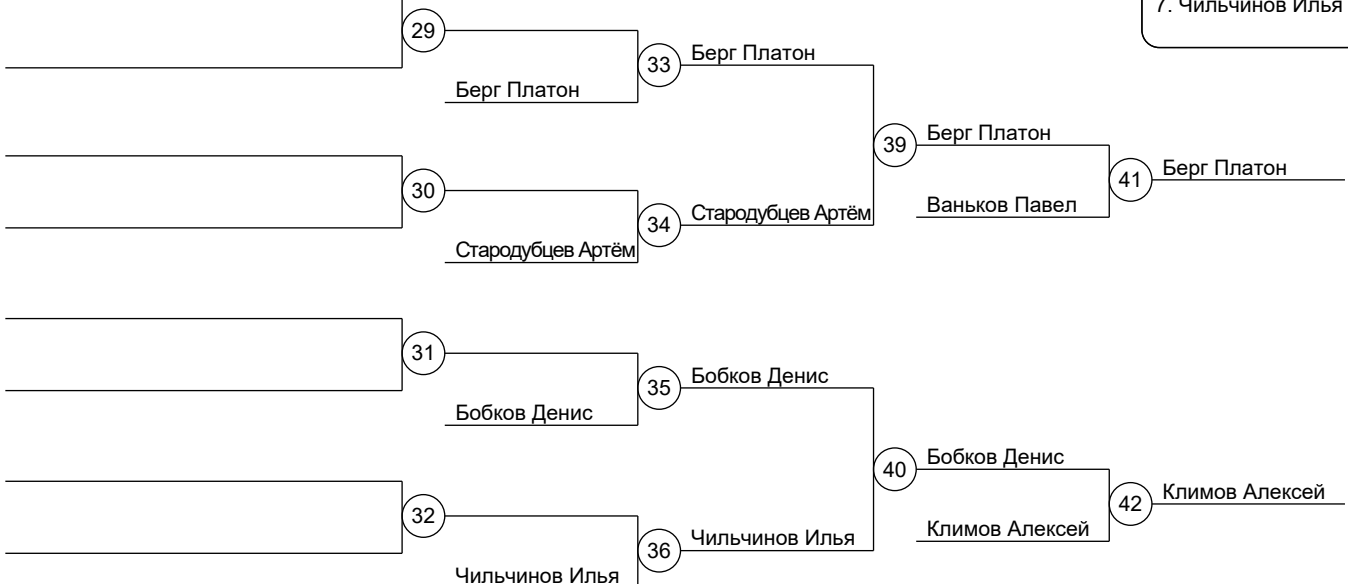 7. Чильчинов Илья
29
33
Берг Платон
Берг Платон
39
Берг Платон
41
Берг Платон
30
Ваньков Павел
34
Стародубцев Артём
Стародубцев Артём
31
35
Бобков Денис
Бобков Денис
40
Бобков Денис
42
Климов Алексей
32
Климов Алексей
36
Чильчинов Илья
Чильчинов Илья